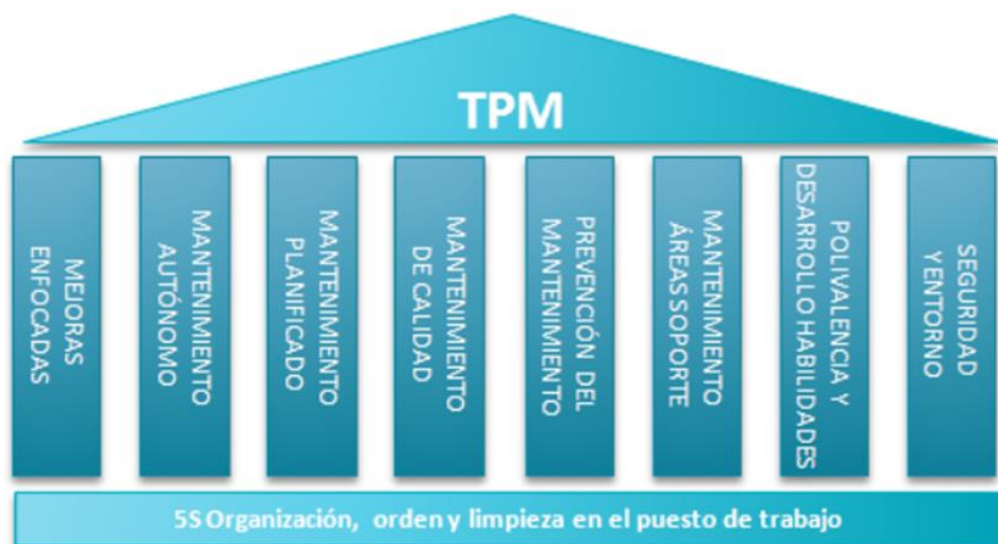 TPM
MEJORAS
ENFOCADAS
MANTENIMIENTO
AUTÓNOMO
MANTENIMIENTO
PLANIFICADO
MANTENIMIENTO
DE CALIDAD
PREVENCIÓN DEL
MANTENIMIENTO
MANTENIMIENTO
ÁREAS SOPORTE
POLIVALENCIA Y
DESARROLLO HABILIDADES
SEGURIDAD
Y ENTORNO
5S Organización, orden y limpieza en el puesto de trabajo